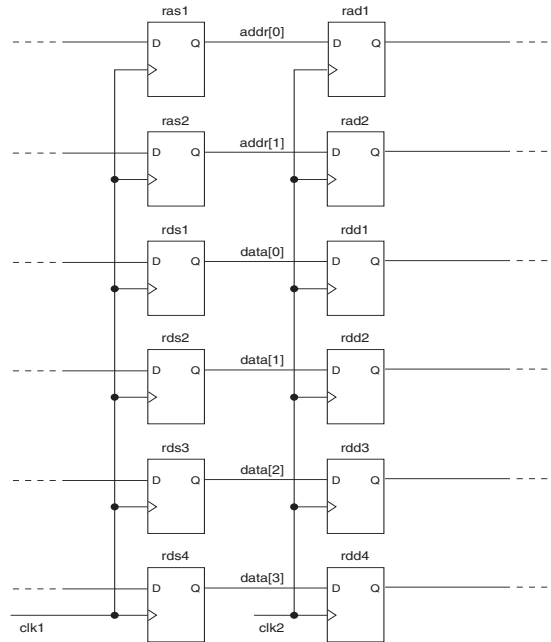 ras1 addr[0] rad1
D Q D Q
ras2 addr[1] rad2
D Q D Q
rds1 data[0] rdd1
D Q D Q
rds2 data[1] rdd2
D Q D Q
rds3 data[2] rdd3
D Q D Q
rds4 data[3] rdd4
D Q D Q
clk1 clk2